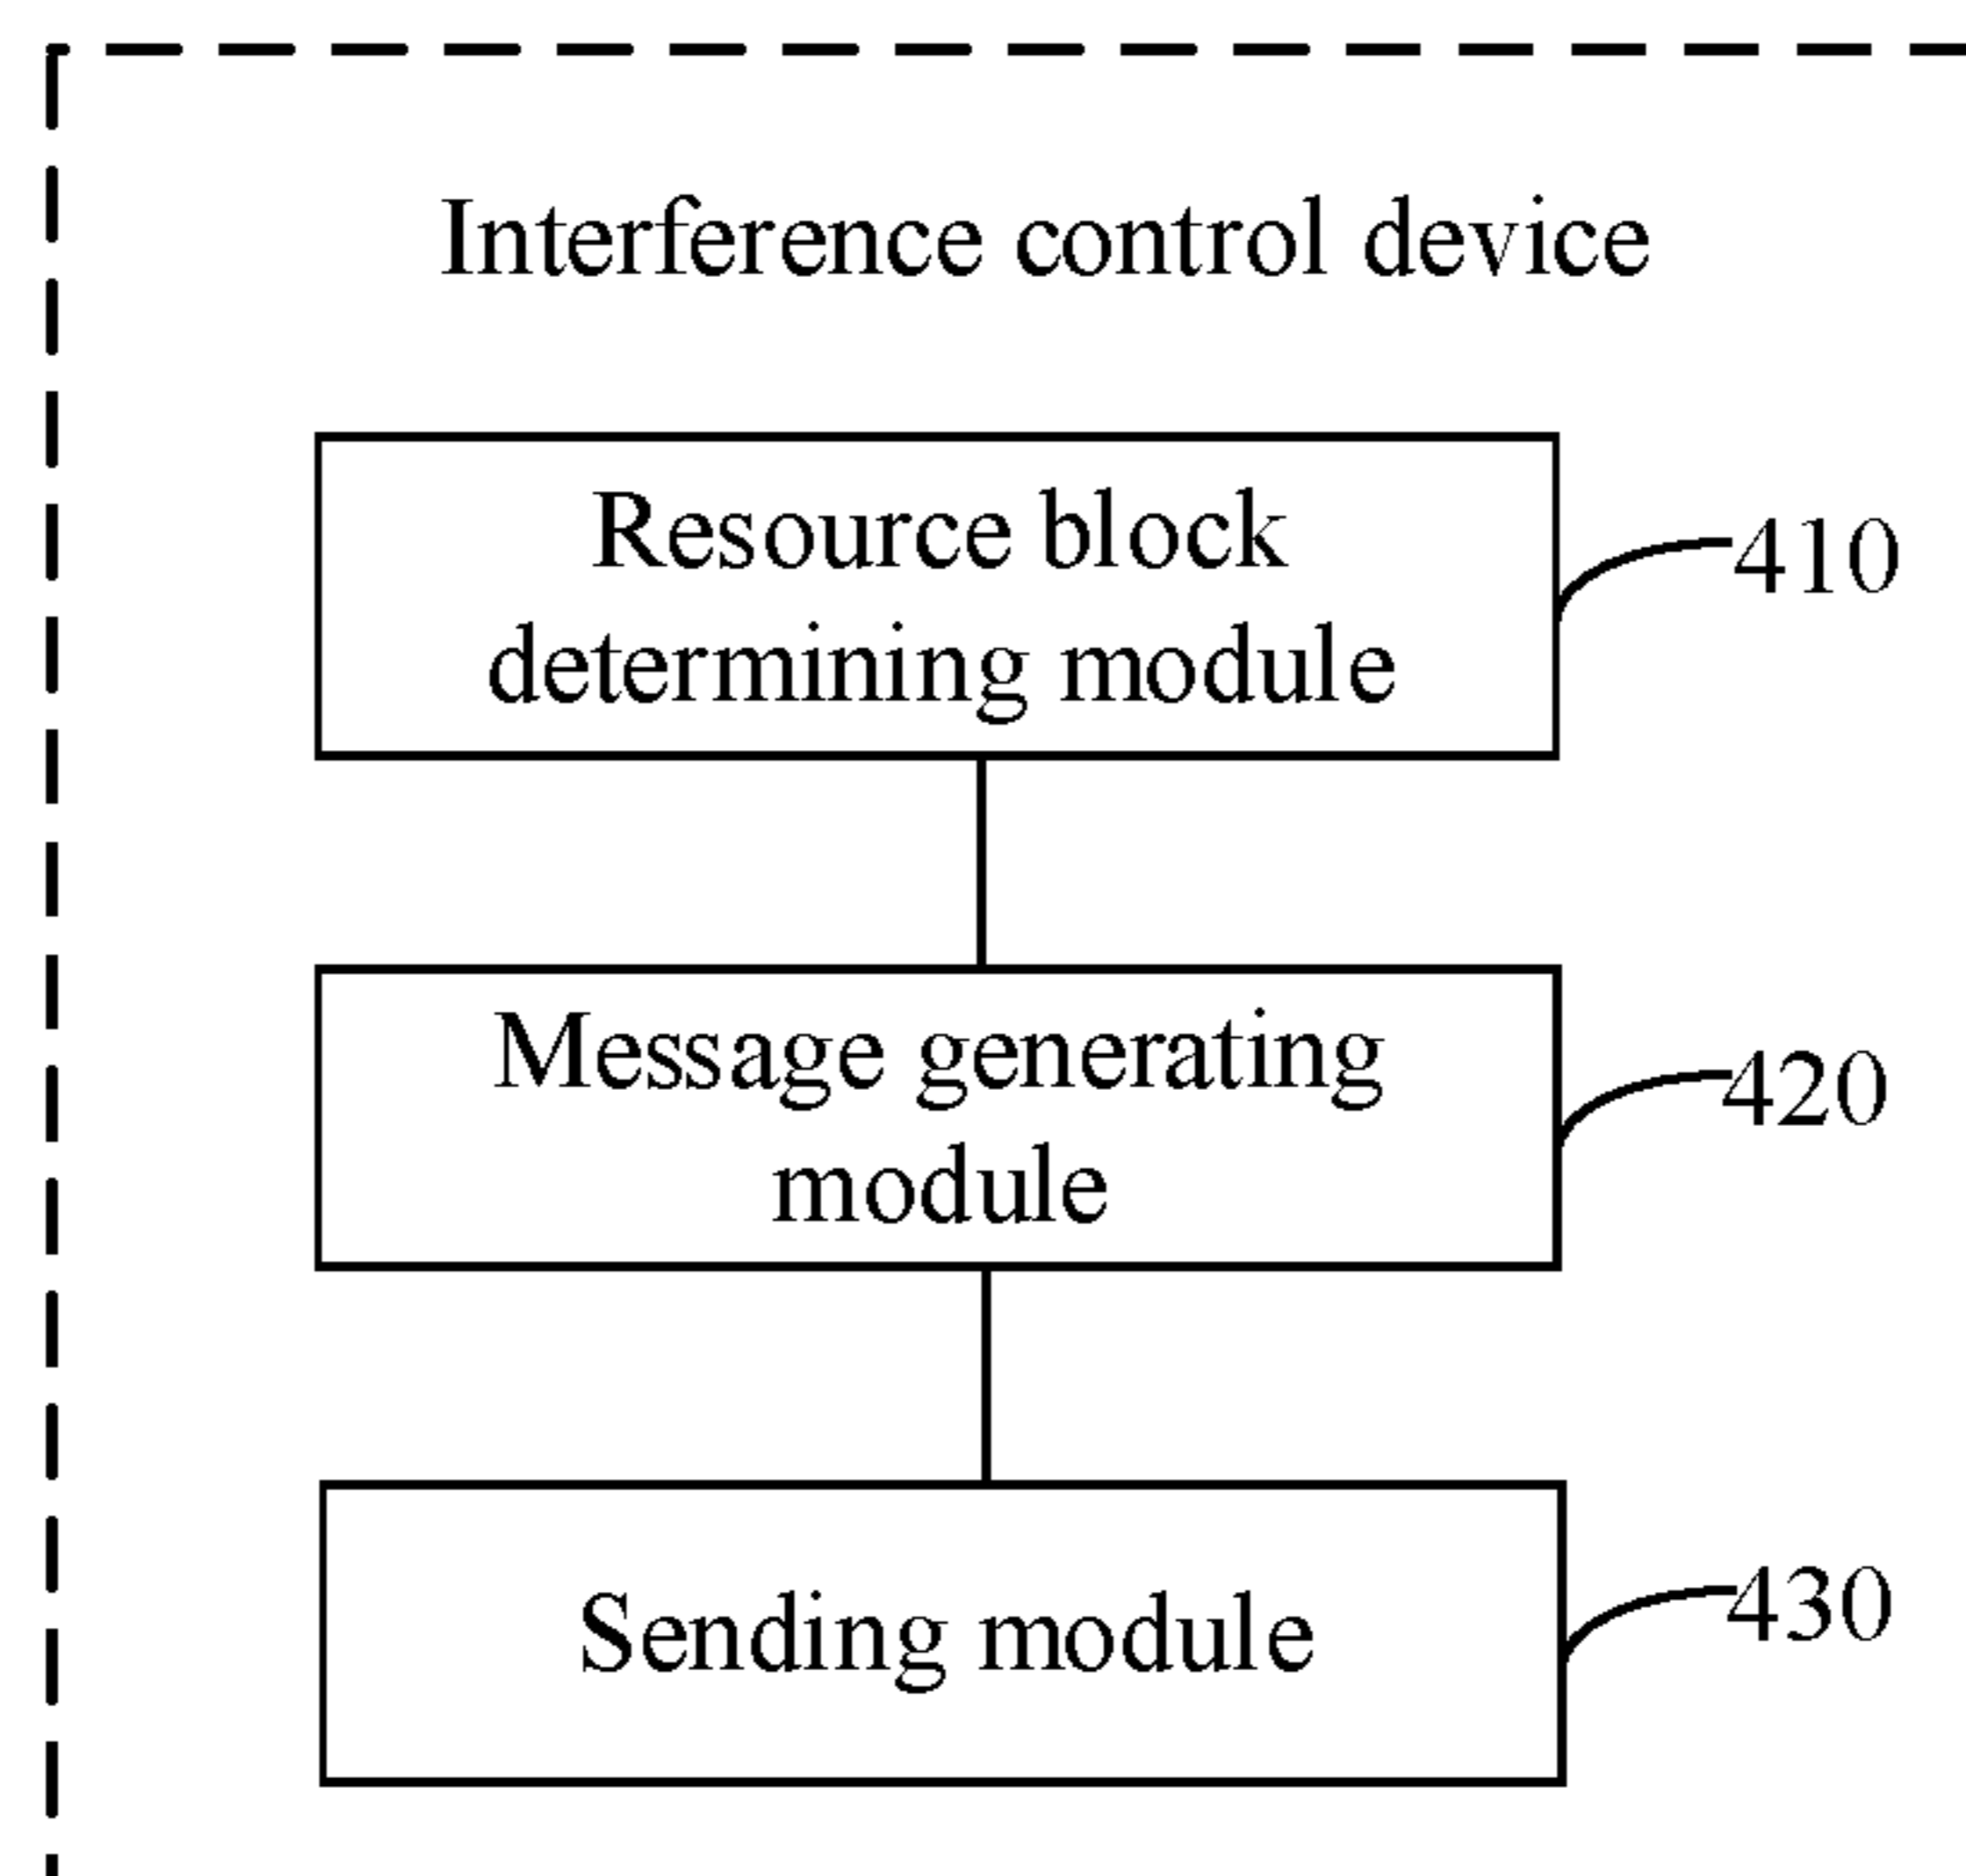 Interference control device
Resource block
determining module
410
Message generating
module
420
Sending module
430